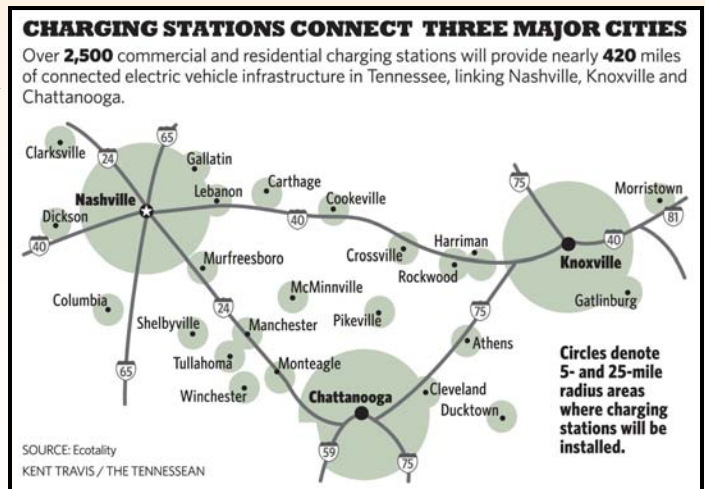 CHARGING STATIONS CONNECT THREE MAJOR CITIES
Over 2,500 commercial and residential charging stations will provide nearly 420 miles
of connected electric vehicle infrastructure in Tennessee, linking Nashville, Knoxville and
Chattanooga.
65
Clarksville
24
Gallatin
75
Morristown
Nashville
Lebanon
Carthage
Cookeville
Dickson
40
40
81
40
Crossville
Harriman
Rockwood
Knoxville
Murfreesboro
McMinnville
Gatlinburg
Columbia
24
75
Shelbyville
Manchester
Pikeville
Athens
Tullahoma
Monteagle
65
Winchester
Chattanooga
Cleveland
Ducktown
59
75
Circles denote
5- and 25-mile
radius areas
where charging
stations will be
installed.
SOURCE: Ecotality
KENT TRAVIS / THE TENNESSEAN